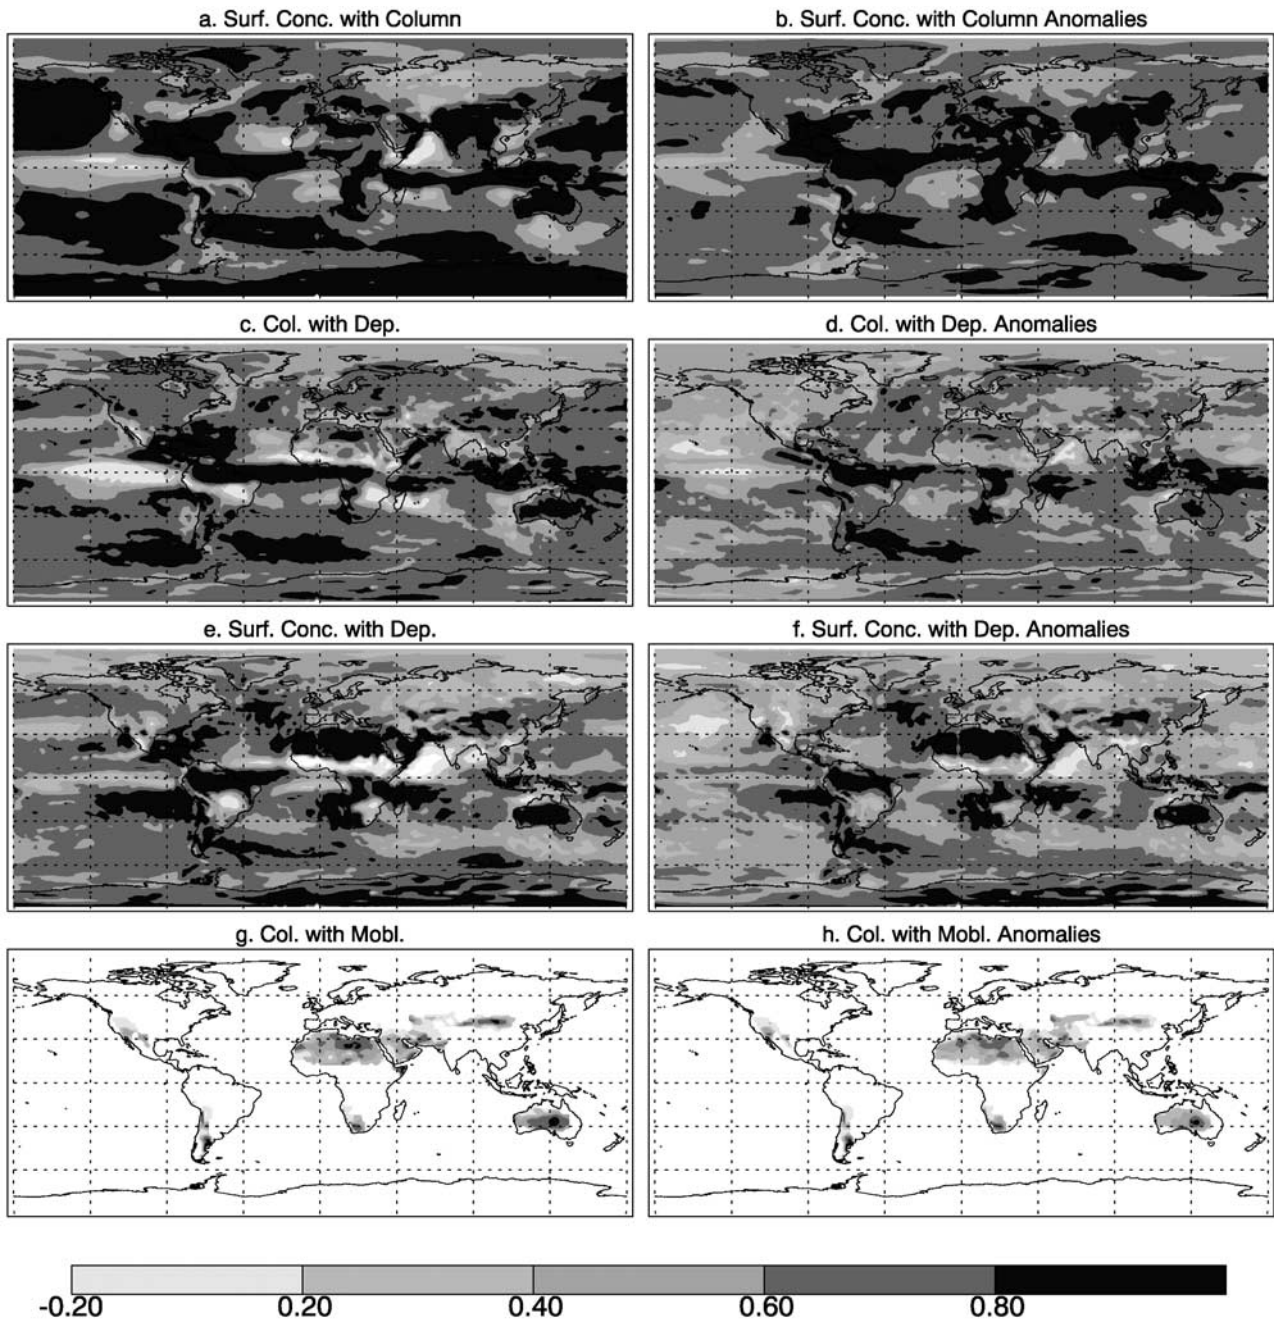 a. Surf. Conc. with Column
b. Surf. Conc. with Column Anomalies
c. Col. with Dep.
d. Col. with Dep. Anomalies
e. Surf. Conc. with Dep.
f. Surf. Conc. with Dep. Anomalies
g. Col. with Mobl.
h. Col. with Mobl. Anomalies
-0.20 0.20 0.40 0.60 0.80